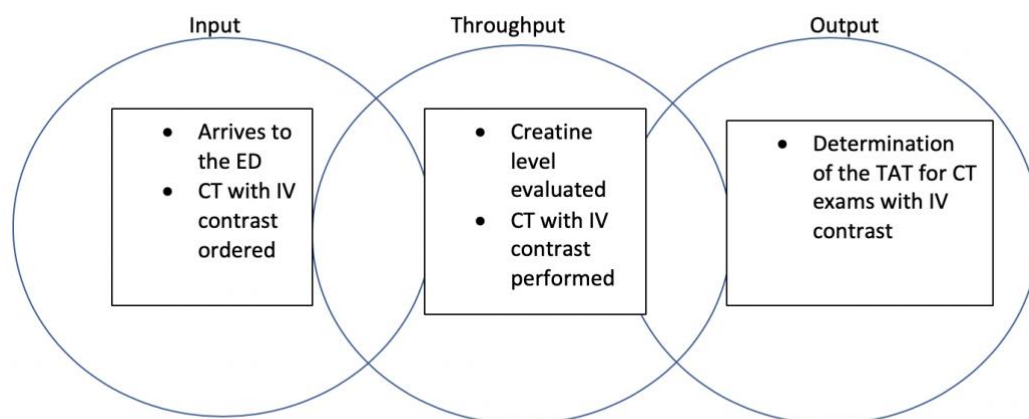 Input
Throughput
Output
• Arrives to
the ED
• CT with IV
contrast
ordered
• Creatine
level
evaluated
• CT with IV
contrast
performed
• Determination
of the TAT for CT
exams with IV
contrast